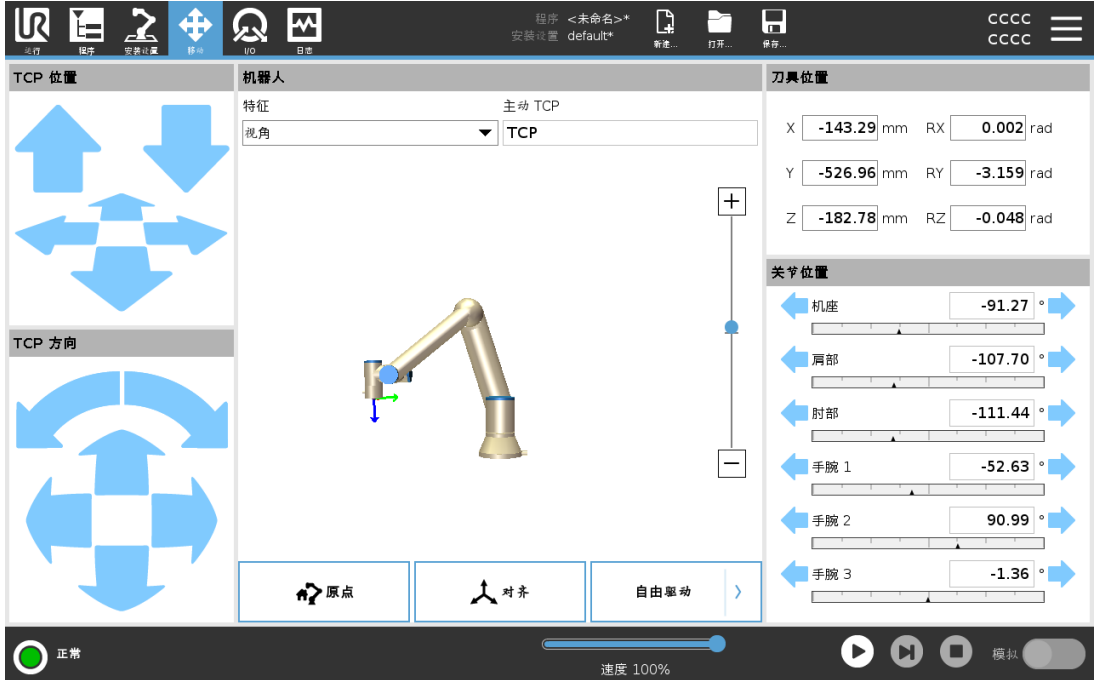 UR
运行
程序
安装设置
移动
I/O
日志
程序 <未命名>*
安装设置 default*
新建...
打开...
保存...
CCCC
CCCC
TCP 位置
TCP 方向
机器人
特征
主动 TCP
视角
TCP
+
−
原点
对齐
自由驱动
刀具位置
X -143.29 mm RX 0.002 rad
Y -526.96 mm RY -3.159 rad
Z -182.78 mm RZ -0.048 rad
关节位置
机座 -91.27 °
肩部 -107.70 °
肘部 -111.44 °
手腕 1 -52.63 °
手腕 2 90.99 °
手腕 3 -1.36 °
正常
速度 100%
模拟